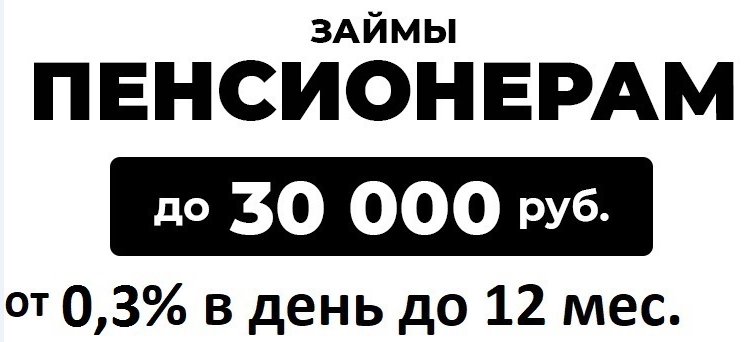 ЗАЙМЫ
ПЕНСИОНЕРАМ
до 30 000 руб.
от 0,3% в день до 12 мес.